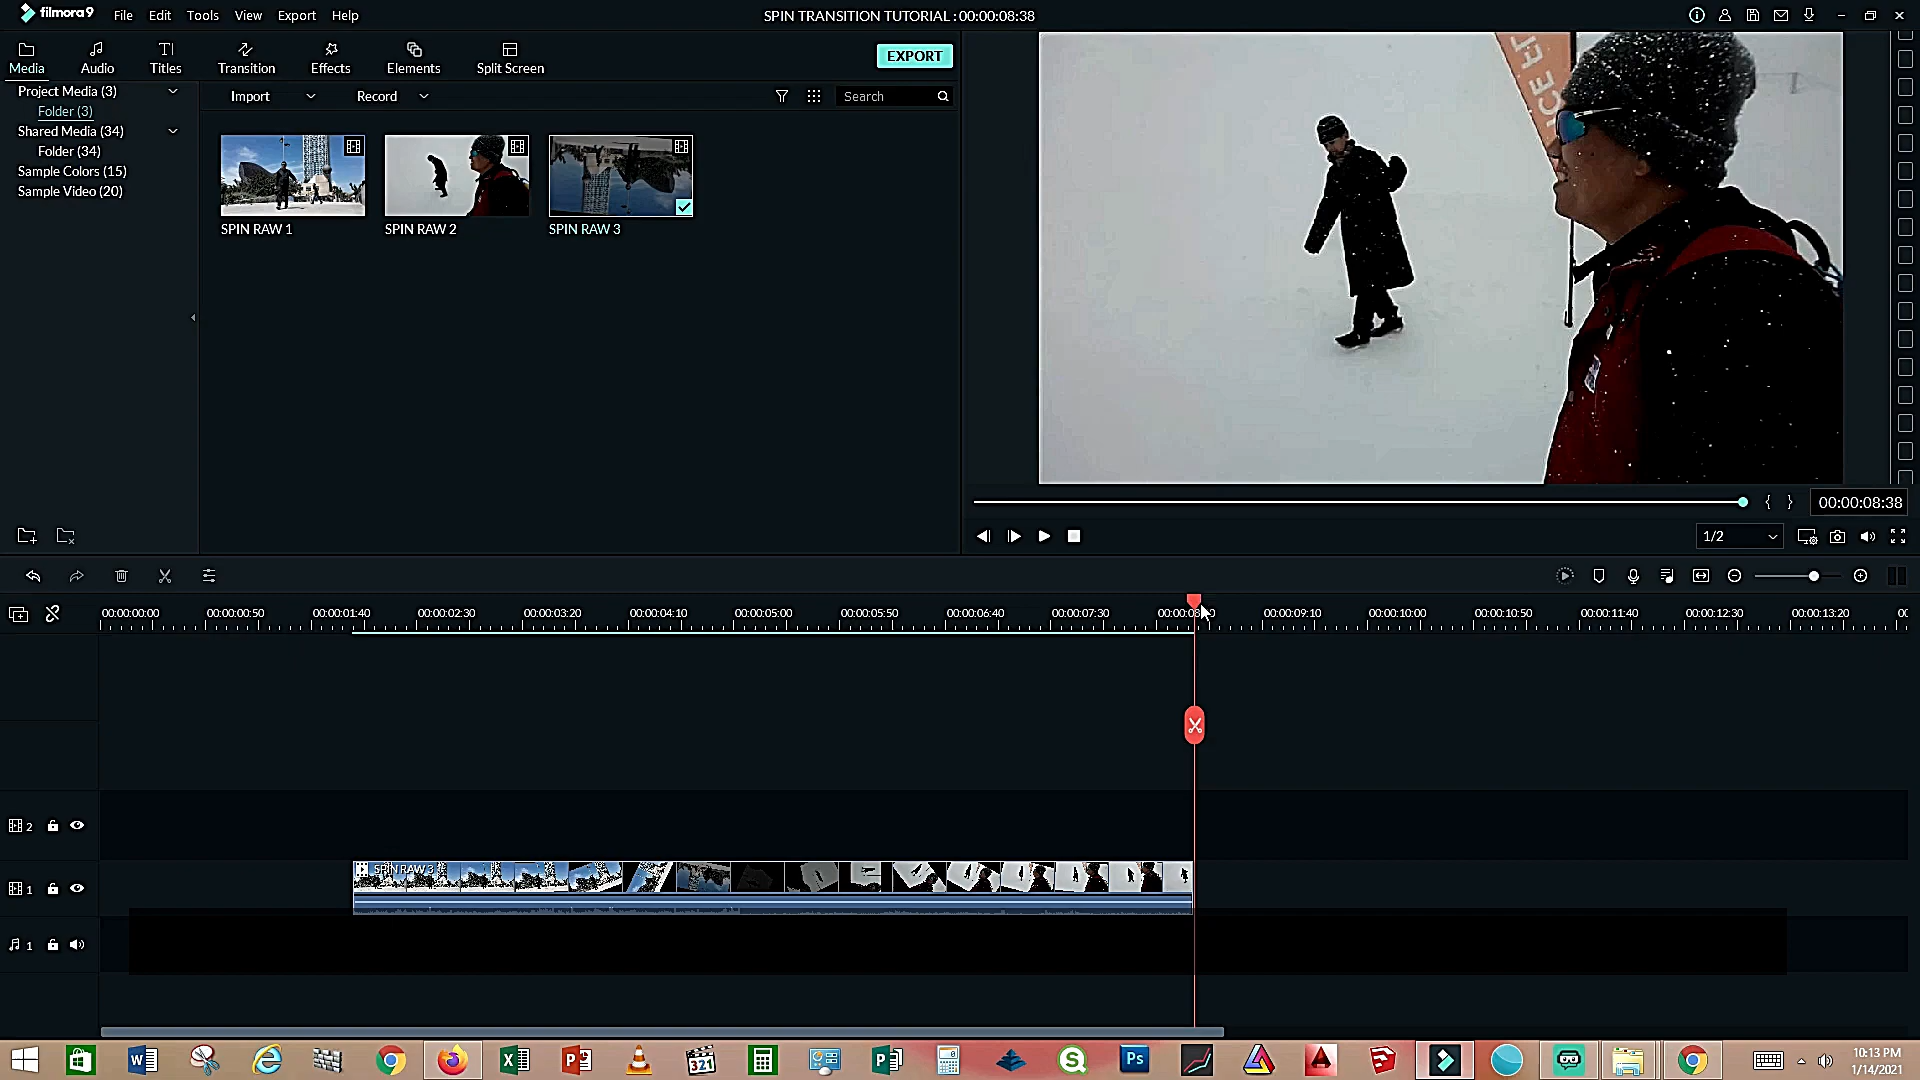 filmora9 File Edit Tools View Export Help SPIN TRANSITION TUTORIAL : 00:00:08:38
Media Audio Titles Transition Effects Elements Split Screen EXPORT
Project Media (3) Import Record Search
Folder (3)
Shared Media (34)
Folder (34)
Sample Colors (15)
Sample Video (20)
SPIN RAW 1 SPIN RAW 2 SPIN RAW 3
ICE
00:00:08:38
1/2
00:00:00:00 00:00:00:50 00:00:01:40 00:00:02:30 00:00:03:20 00:00:04:10 00:00:05:00 00:00:05:50 00:00:06:40 00:00:07:30 00:00:09:10 00:00:10:00 00:00:10:50 00:00:11:40 00:00:12:30 00:00:13:20
2
SPIN RAW 3
1
1
321 Ps
10:13 PM
1/14/2021